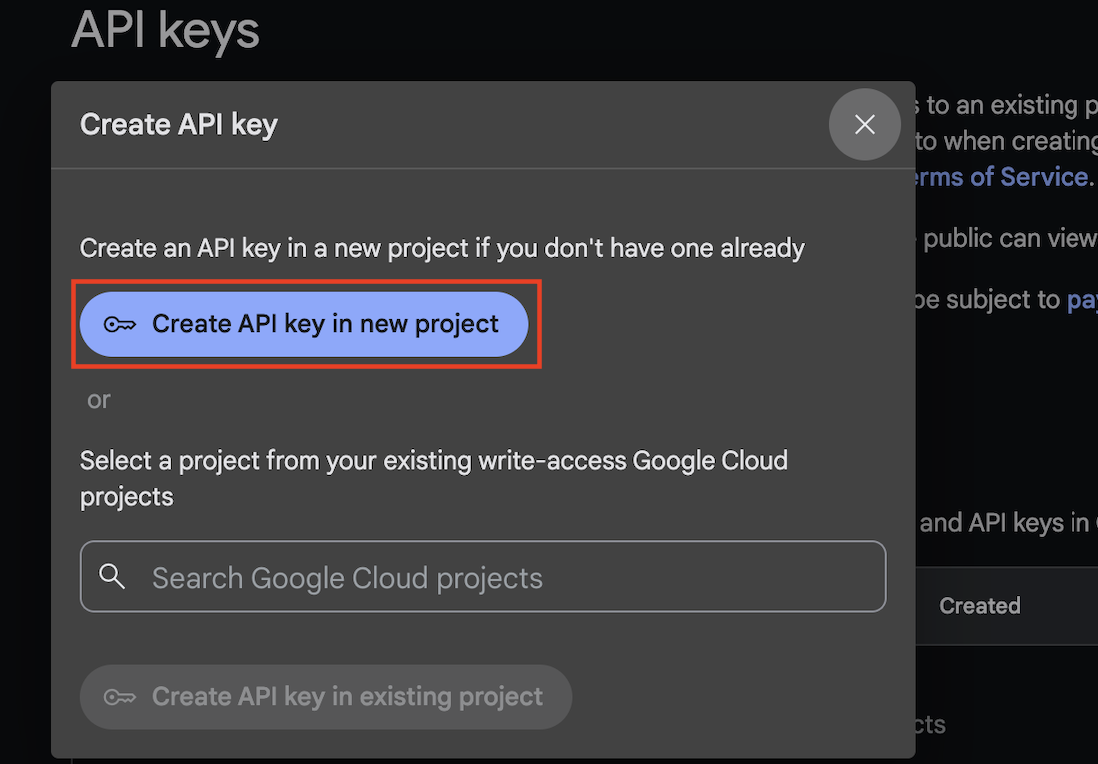 API keys
Create API key
s to an existing p
to when creating
erms of Service.
Create an API key in a new project if you don't have one already
public can view
Create API key in new project
be subject to pay
or
Select a project from your existing write-access Google Cloud
projects
and API keys in
Search Google Cloud projects
Created
Create API key in existing project
cts